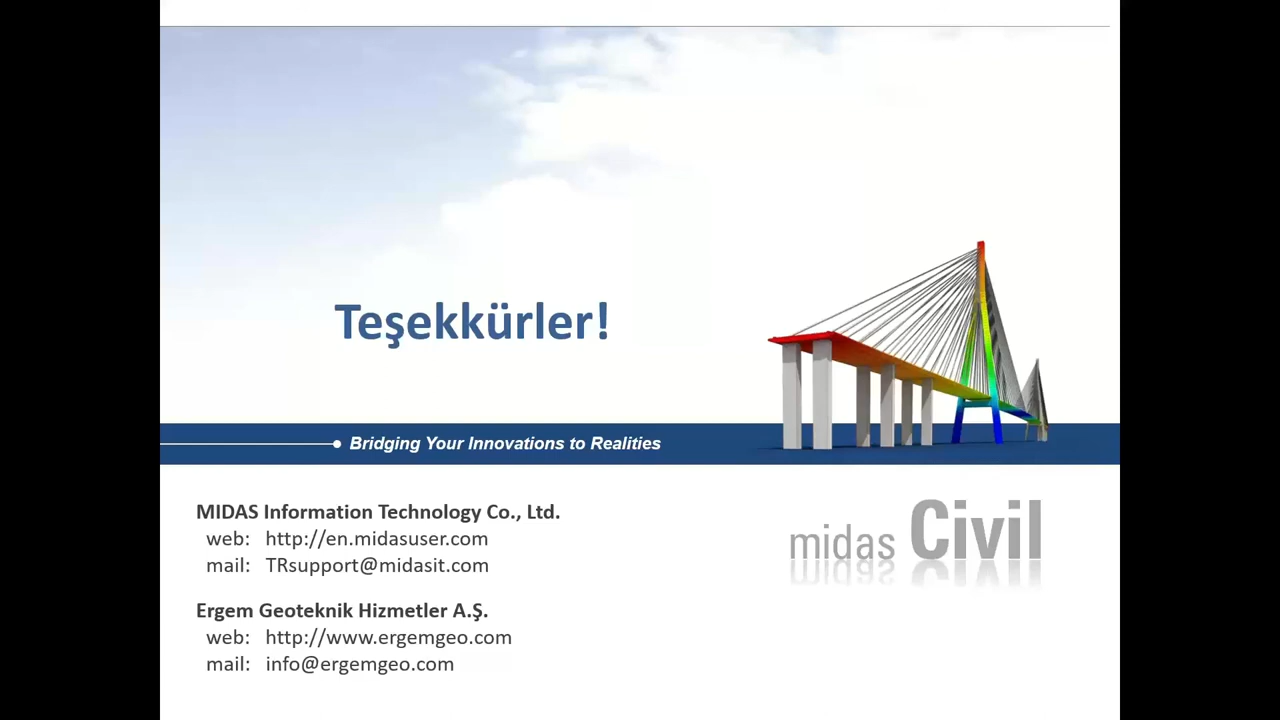 Teşekkürler!
Bridging Your Innovations to Realities
MIDAS Information Technology Co., Ltd.
web: http://en.midasuser.com
mail: TRsupport@midasit.com
midas Civil
Ergem Geoteknik Hizmetler A.Ş.
web: http://www.ergemgeo.com
mail: info@ergemgeo.com